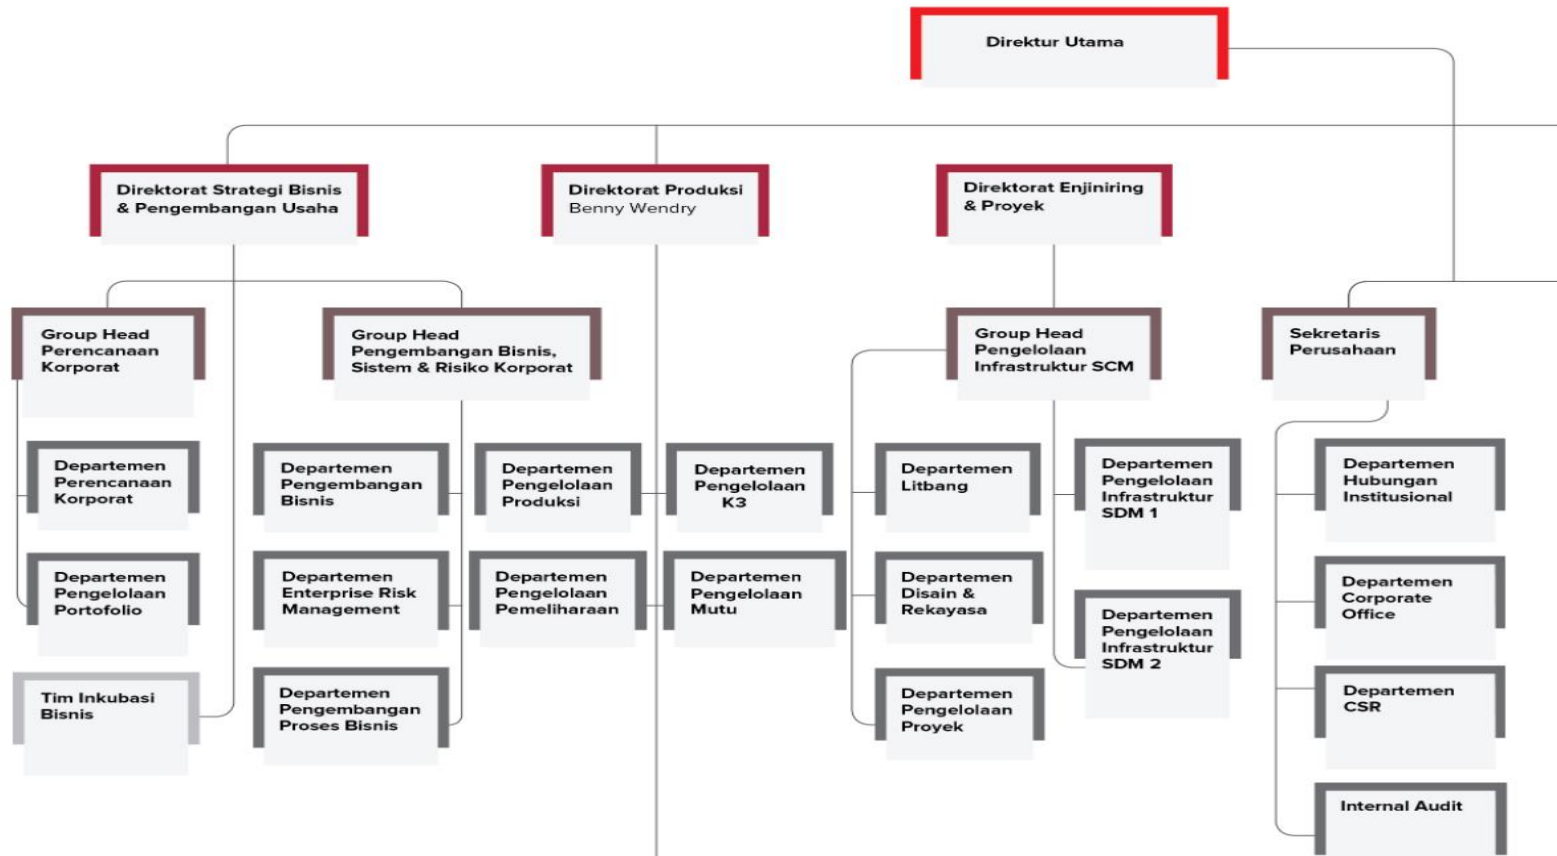 Direktur Utama
Direktorat Strategi Bisnis
& Pengembangan Usaha
Direktorat Produksi
Benny Wendry
Direktorat Enjiniring
& Proyek
Group Head
Perencanaan
Korporat
Group Head
Pengembangan Bisnis,
Sistem & Risiko Korporat
Group Head
Pengelolaan
Infrastruktur SCM
Sekretaris
Perusahaan
Departemen
Perencanaan
Korporat
Departemen
Pengembangan
Bisnis
Departemen
Pengelolaan
Produksi
Departemen
Pengelolaan
K3
Departemen
Litbang
Departemen
Pengelolaan
Infrastruktur
SDM 1
Departemen
Hubungan
Institusional
Departemen
Pengelolaan
Portofolio
Departemen
Enterprise Risk
Management
Departemen
Pengelolaan
Pemeliharaan
Departemen
Pengelolaan
Mutu
Departemen
Disain &
Rekayasa
Departemen
Pengelolaan
Infrastruktur
SDM 2
Departemen
Corporate
Office
Tim Inkubasi
Bisnis
Departemen
Pengembangan
Proses Bisnis
Departemen
Pengelolaan
Proyek
Departemen
CSR
Internal Audit